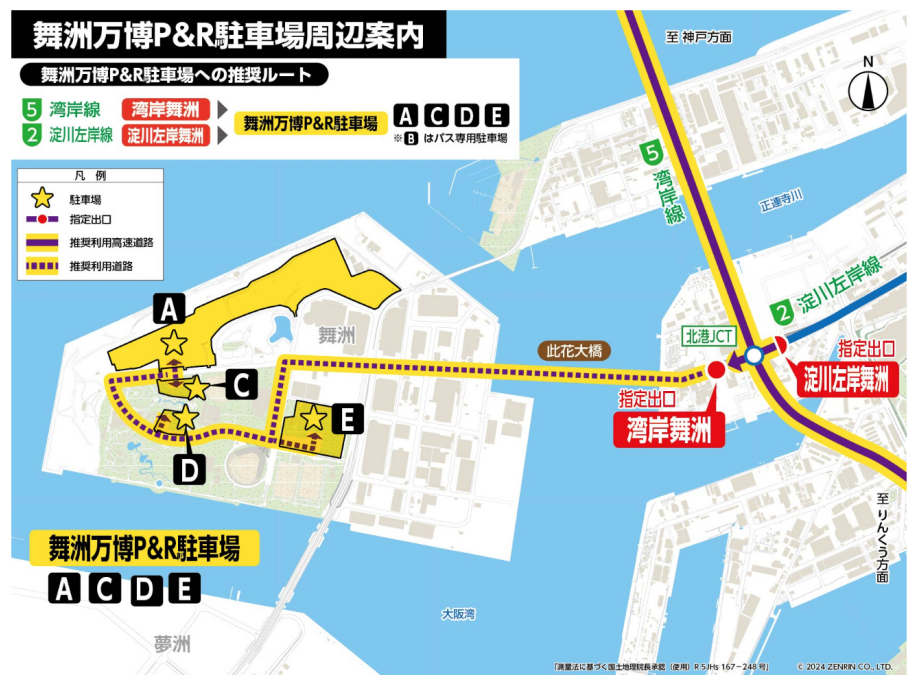 舞洲万博P&R駐車場周辺案内
舞洲万博P&R駐車場への推奨ルート
5 湾岸線 湾岸舞洲
2 淀川左岸線 淀川左岸舞洲
舞洲万博P&R駐車場 A C D E
※B はバス専用駐車場
凡 例
駐車場
指定出口
推奨利用高速道路
推奨利用道路
至 神戸方面
N
5 湾岸線
正連寺川
2 淀川左岸線
北港JCT
指定出口
淀川左岸舞洲
指定出口
湾岸舞洲
此花大橋
舞洲
A
C
D
E
舞洲万博P&R駐車場
A C D E
夢洲
大阪湾
至 りんくう方面
「測量法に基づく国土地理院長承認（使用）R 5JHs 167－248 号」
© 2024 ZENRIN CO., LTD.